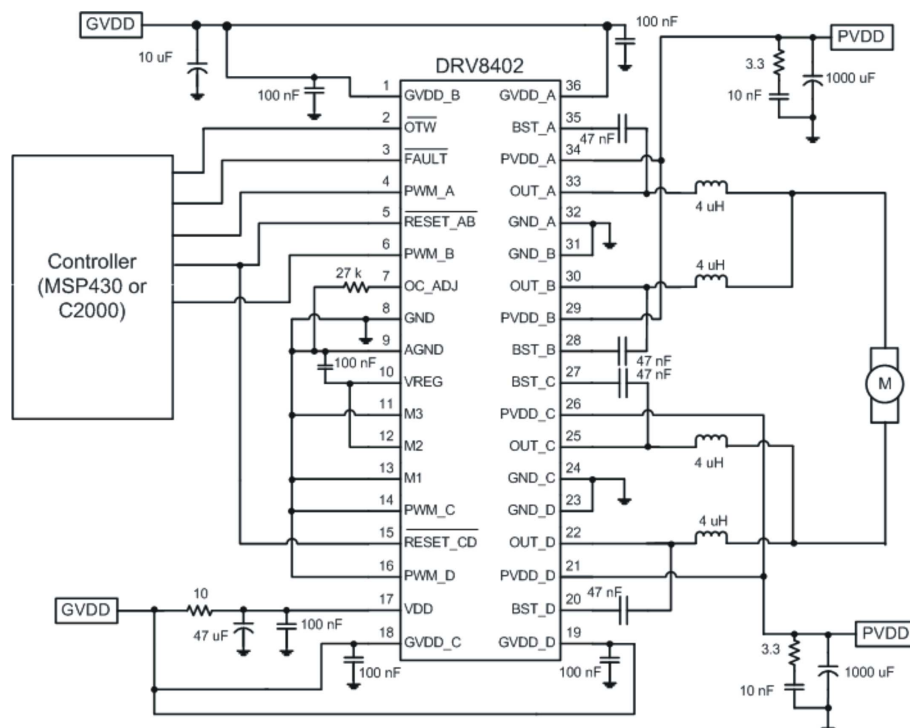 GVDD
10 uF
100 nF
100 nF
PVDD
3.3
10 nF
1000 uF
DRV8402
1 GVDD_B
2 OTW
3 FAULT
4 PWM_A
5 RESET_AB
6 PWM_B
7 OC_ADJ
8 GND
9 AGND
10 VREG
11 M3
12 M2
13 M1
14 PWM_C
15 RESET_CD
16 PWM_D
17 VDD
18 GVDD_C
GVDD_A 36
BST_A 35
PVDD_A 34
OUT_A 33
GND_A 32
GND_B 31
OUT_B 30
PVDD_B 29
BST_B 28
BST_C 27
PVDD_C 26
OUT_C 25
GND_C 24
GND_D 23
OUT_D 22
PVDD_D 21
BST_D 20
GVDD_D 19
Controller
(MSP430 or
C2000)
27 k
100 nF
47 nF
4 uH
4 uH
47 nF
47 nF
M
4 uH
4 uH
47 nF
GVDD
10
47 uF
100 nF
100 nF
100 nF
PVDD
3.3
10 nF
1000 uF